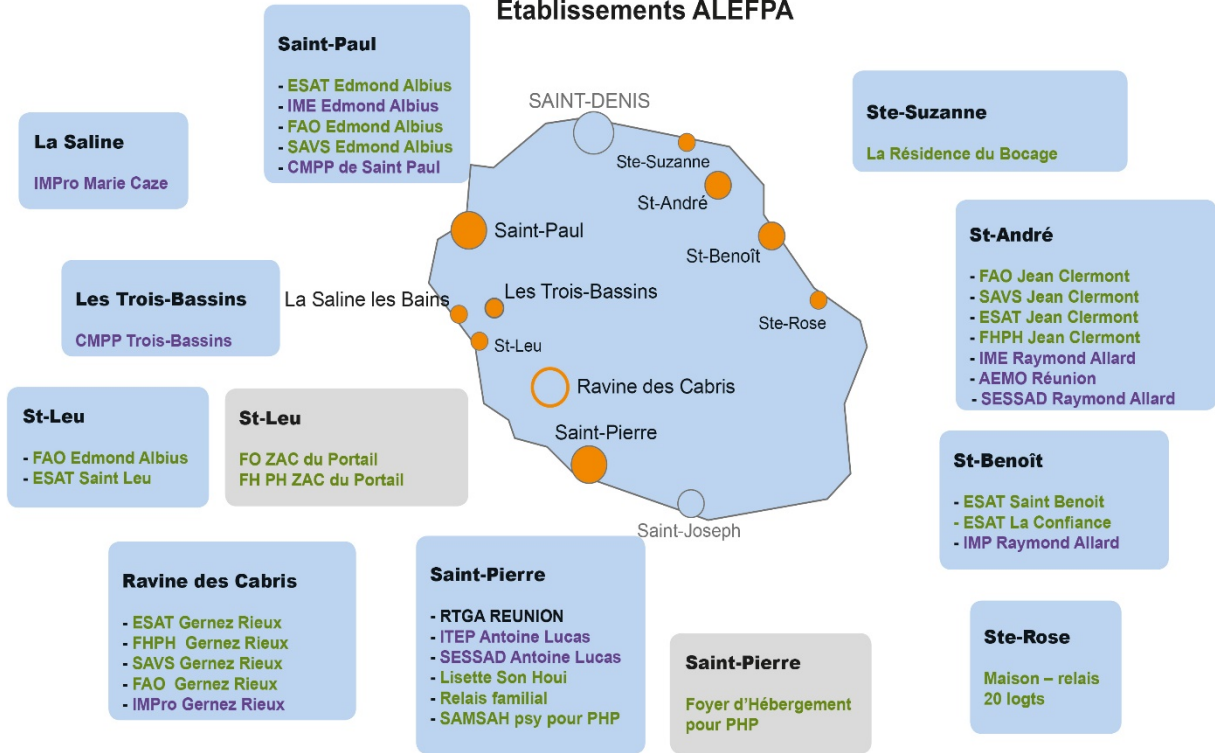 Etablissements ALEFPA
Saint-Paul
- ESAT Edmond Albius
- IME Edmond Albius
- FAO Edmond Albius
- SAVS Edmond Albius
- CMPP de Saint Paul
La Saline
IMPro Marie Caze
Les Trois-Bassins
CMPP Trois-Bassins
St-Leu
- FAO Edmond Albius
- ESAT Saint Leu
St-Leu
FO ZAC du Portail
FH PH ZAC du Portail
Ravine des Cabris
- ESAT Gernez Rieux
- FHPH  Gernez Rieux
- SAVS Gernez Rieux
- FAO  Gernez Rieux
- IMPro Gernez Rieux
SAINT-DENIS
Ste-Suzanne
St-André
Saint-Paul
St-Benoît
La Saline les Bains
Les Trois-Bassins
Ste-Rose
St-Leu
Ravine des Cabris
Saint-Pierre
Saint-Joseph
Saint-Pierre
- RTGA REUNION
- ITEP Antoine Lucas
- SESSAD Antoine Lucas
- Lisette Son Houi
- Relais familial
- SAMSAH psy pour PHP
Saint-Pierre
Foyer d'Hébergement
pour PHP
Ste-Suzanne
La Résidence du Bocage
St-André
- FAO Jean Clermont
- SAVS Jean Clermont
- ESAT Jean Clermont
- FHPH Jean Clermont
- IME Raymond Allard
- AEMO Réunion
- SESSAD Raymond Allard
St-Benoît
- ESAT Saint Benoit
- ESAT La Confiance
- IMP Raymond Allard
Ste-Rose
Maison – relais
20 logts